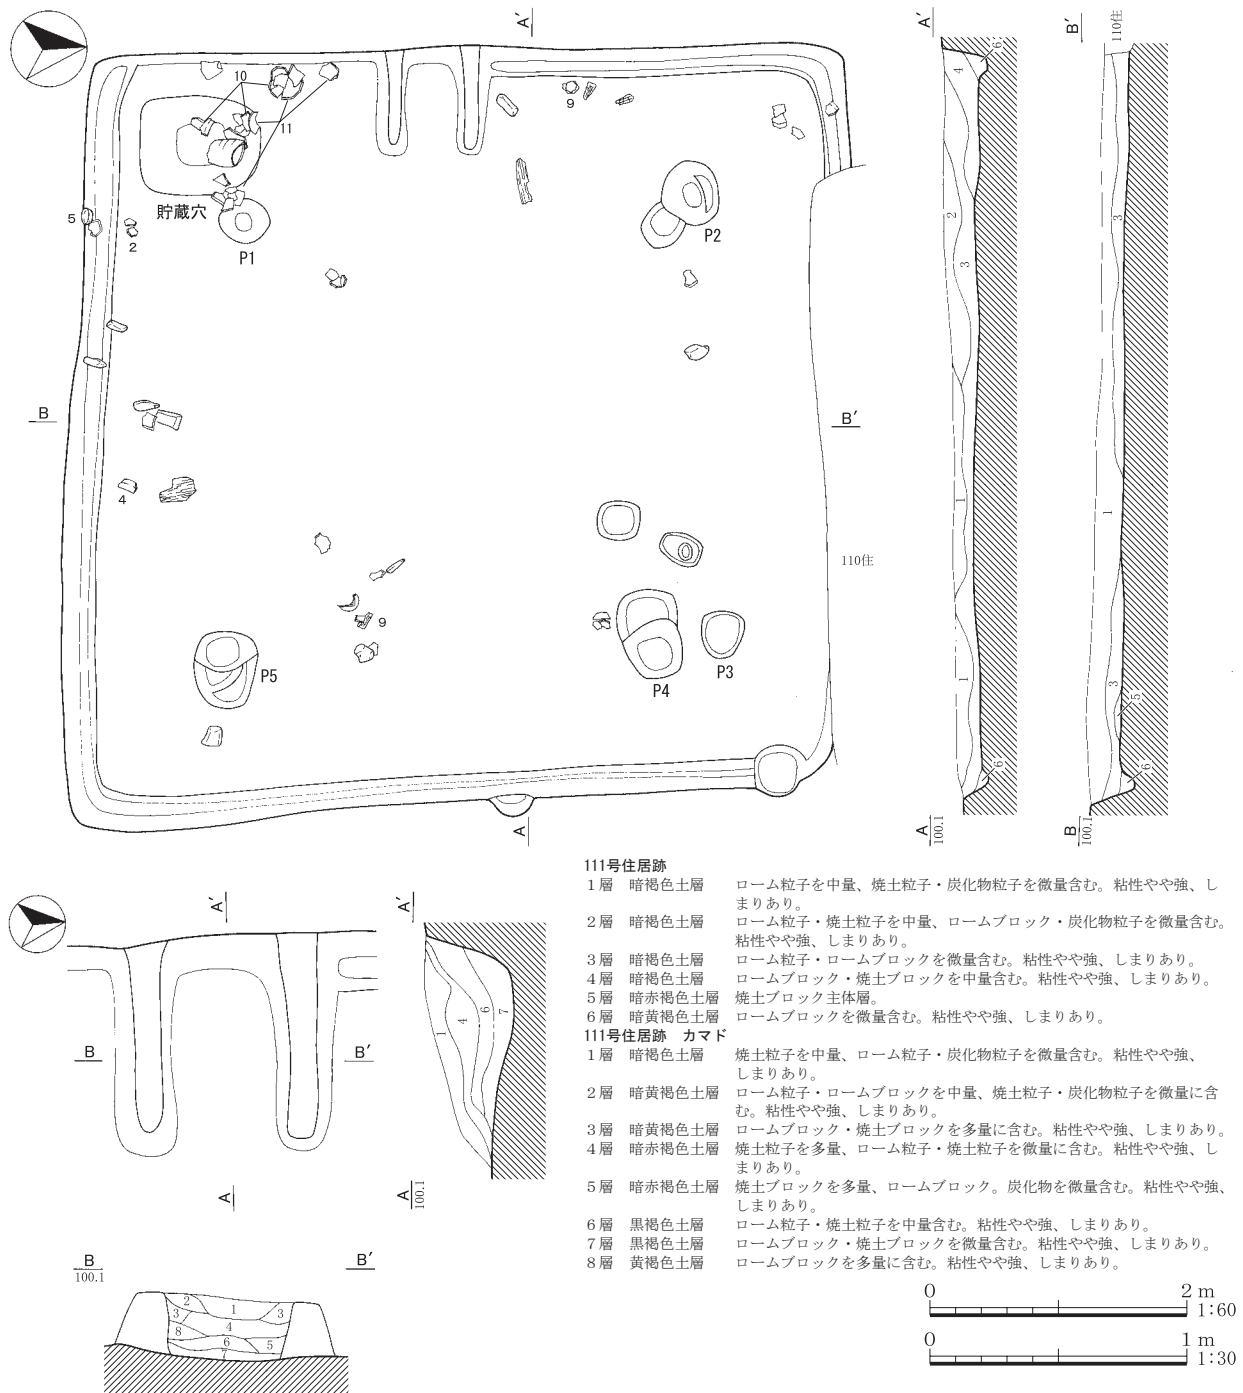 A′
A′
B′
110住
6
4
10
9
11
貯蔵穴
5
2
P1
P2
2
3
3
B
B′
4
1
1
110住
9
P5
P4
P3
1
3
5
6
6
A
A
100.1
B
100.1
111号住居跡
1層 暗褐色土層 ローム粒子を中量、焼土粒子・炭化物粒子を微量含む。粘性やや強、し
まりあり。
2層 暗褐色土層 ローム粒子・焼土粒子を中量、ロームブロック・炭化物粒子を微量含む。
粘性やや強、しまりあり。
3層 暗褐色土層 ローム粒子・ロームブロックを微量含む。粘性やや強、しまりあり。
4層 暗褐色土層 ロームブロック・焼土ブロックを中量含む。粘性やや強、しまりあり。
5層 暗赤褐色土層 焼土ブロック主体層。
6層 暗黄褐色土層 ロームブロックを微量含む。粘性やや強、しまりあり。
111号住居跡 カマド
1層 暗褐色土層 焼土粒子を中量、ローム粒子・炭化物粒子を微量含む。粘性やや強、
しまりあり。
2層 暗黄褐色土層 ローム粒子・ロームブロックを中量、焼土粒子・炭化物粒子を微量に含
む。粘性やや強、しまりあり。
3層 暗黄褐色土層 ロームブロック・焼土ブロックを多量に含む。粘性やや強、しまりあり。
4層 暗赤褐色土層 焼土粒子を多量、ローム粒子・焼土粒子を微量に含む。粘性やや強、し
まりあり。
5層 暗赤褐色土層 焼土ブロックを多量、ロームブロック。炭化物を微量含む。粘性やや強、
しまりあり。
6層 黒褐色土層 ローム粒子・焼土粒子を中量含む。粘性やや強、しまりあり。
7層 黒褐色土層 ロームブロック・焼土ブロックを微量含む。粘性やや強、しまりあり。
8層 黄褐色土層 ロームブロックを多量に含む。粘性やや強、しまりあり。
A′
A′
1
4
6
7
B
B′
A
A
100.1
B
100.1
B′
2
1
3
3
4
8
6
5
7
0 2 m
1:60
0 1 m
1:30